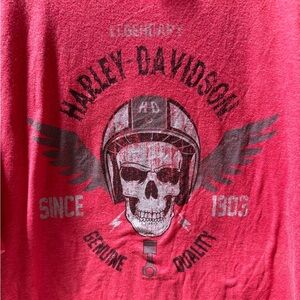 LEGENDARY
HARLEY-DAVIDSON
H-D
SINCE 1903
GENUINE QUALITY